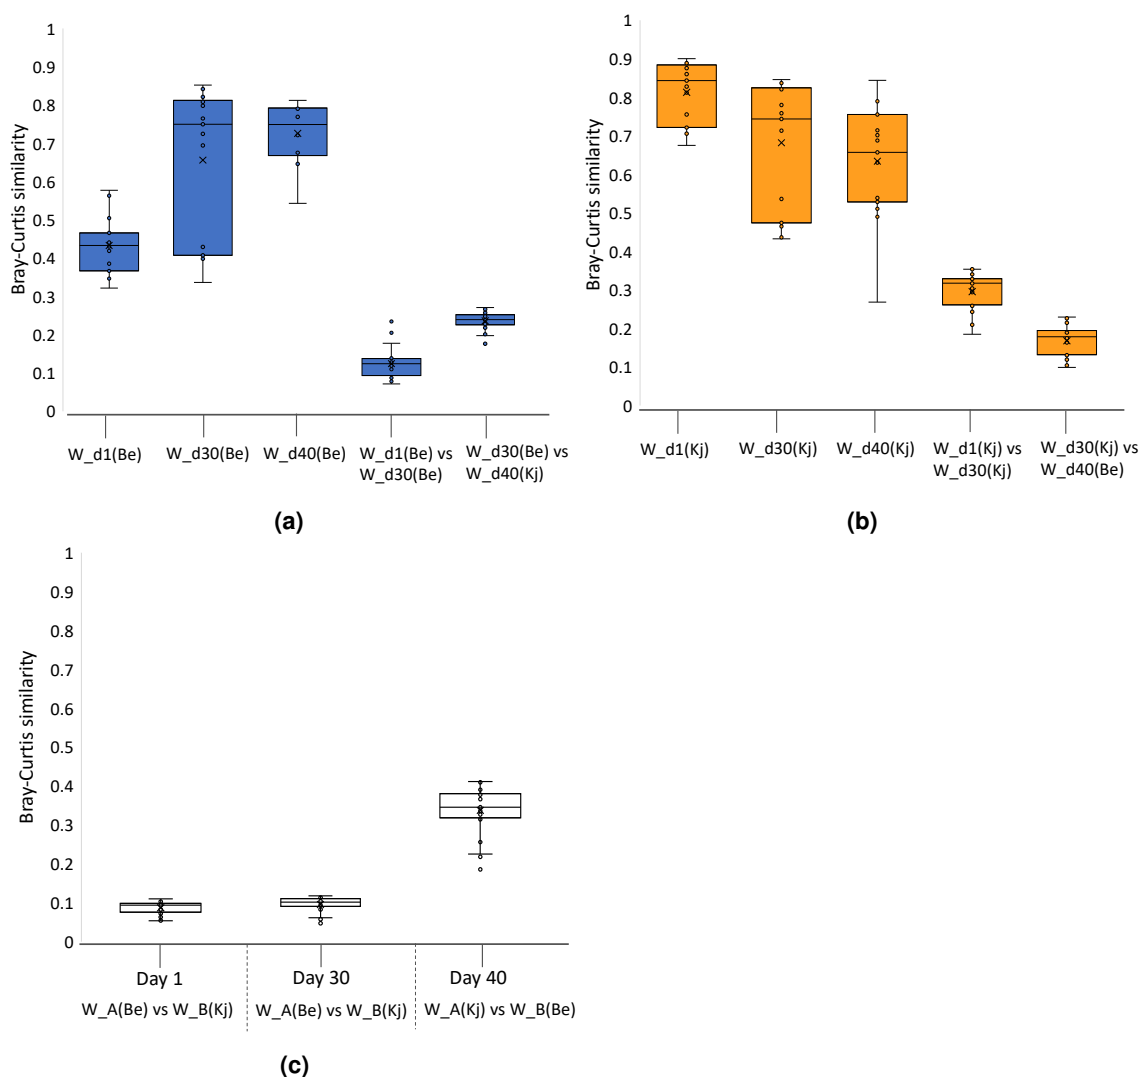 1
0.9
0.8
0.7
0.6
0.5
0.4
0.3
0.2
0.1
0
Bray-Curtis similarity
W_d1(Be)
W_d30(Be)
W_d40(Be)
W_d1(Be) vs
W_d30(Be)
W_d30(Be) vs
W_d40(Kj)
(a)
1
0.9
0.8
0.7
0.6
0.5
0.4
0.3
0.2
0.1
0
Bray-Curtis similarity
W_d1(Kj)
W_d30(Kj)
W_d40(Kj)
W_d1(Kj) vs
W_d30(Kj)
W_d30(Kj) vs
W_d40(Be)
(b)
1
0.9
0.8
0.7
0.6
0.5
0.4
0.3
0.2
0.1
0
Bray-Curtis similarity
Day 1
W_A(Be) vs W_B(Kj)
Day 30
W_A(Be) vs W_B(Kj)
Day 40
W_A(Kj) vs W_B(Be)
(c)